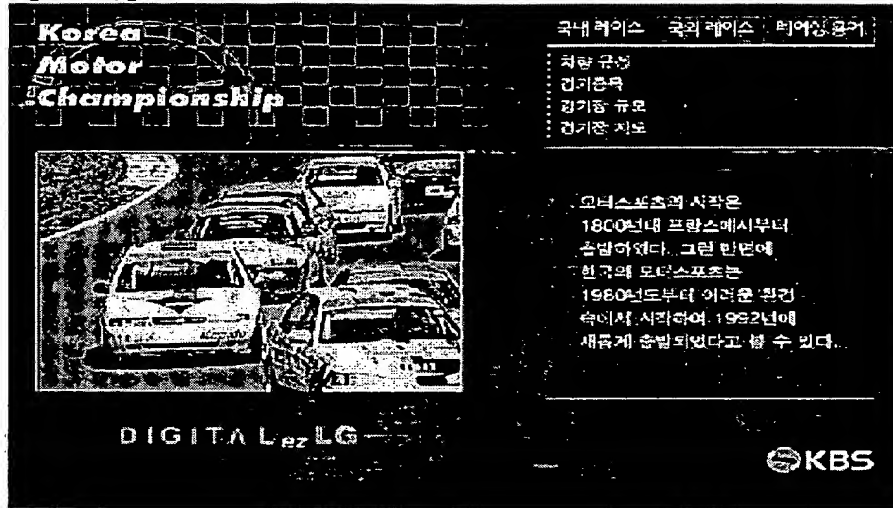 Korea
Motor
Championship
국내 레이스 국외 레이스 레이싱 용어
차량 규정
경기종목
경기장 규모
경기장 지도
모터스포츠의 시작은
1800년대 프랑스에서부터
출발하였다. 그런 반면에
한국의 모터스포츠는
1980년도부터 어려운 환경
속에서 시작하여 1992년에
새롭게 출발되었다고 볼 수 있다...
DIGITAL ez LG
KBS